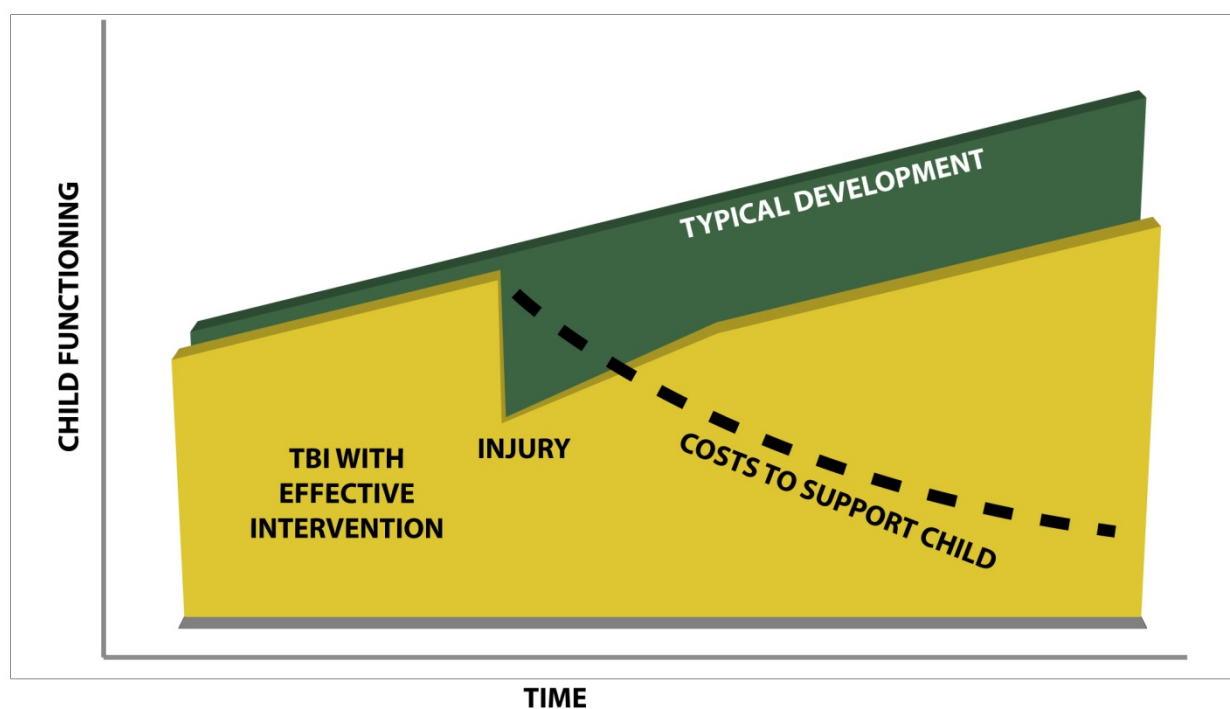 CHILD FUNCTIONING
TYPICAL DEVELOPMENT
TBI WITH
EFFECTIVE
INTERVENTION
INJURY
COSTS TO SUPPORT CHILD
TIME